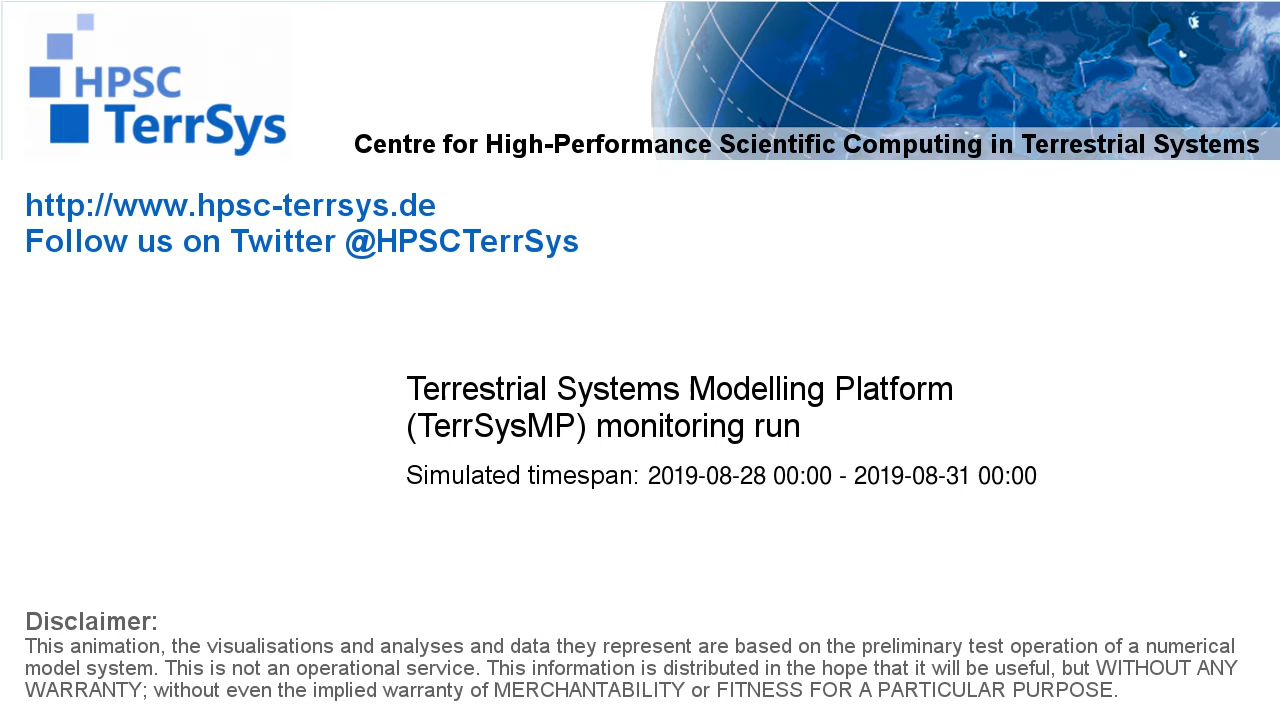 HPSC
TerrSys
Centre for High-Performance Scientific Computing in Terrestrial Systems
http://www.hpsc-terrsys.de
Follow us on Twitter @HPSCTerrSys
Terrestrial Systems Modelling Platform
(TerrSysMP) monitoring run
Simulated timespan: 2019-08-28 00:00 - 2019-08-31 00:00
Disclaimer:
This animation, the visualisations and analyses and data they represent are based on the preliminary test operation of a numerical
model system. This is not an operational service. This information is distributed in the hope that it will be useful, but WITHOUT ANY
WARRANTY; without even the implied warranty of MERCHANTABILITY or FITNESS FOR A PARTICULAR PURPOSE.